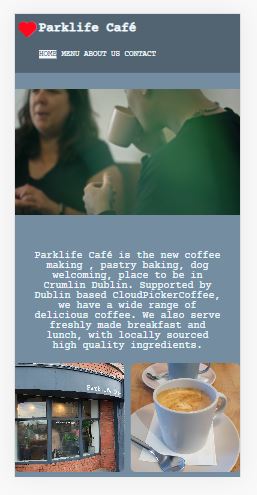 Parklife Café
HOME MENU ABOUT US CONTACT
Parklife Café is the new coffee
making , pastry baking, dog
welcoming, place to be in
Crumlin Dublin. Supported by
Dublin based CloudPickerCoffee,
we have a wide range of
delicious coffee. We also serve
freshly made breakfast and
lunch, with locally sourced
high quality ingredients.